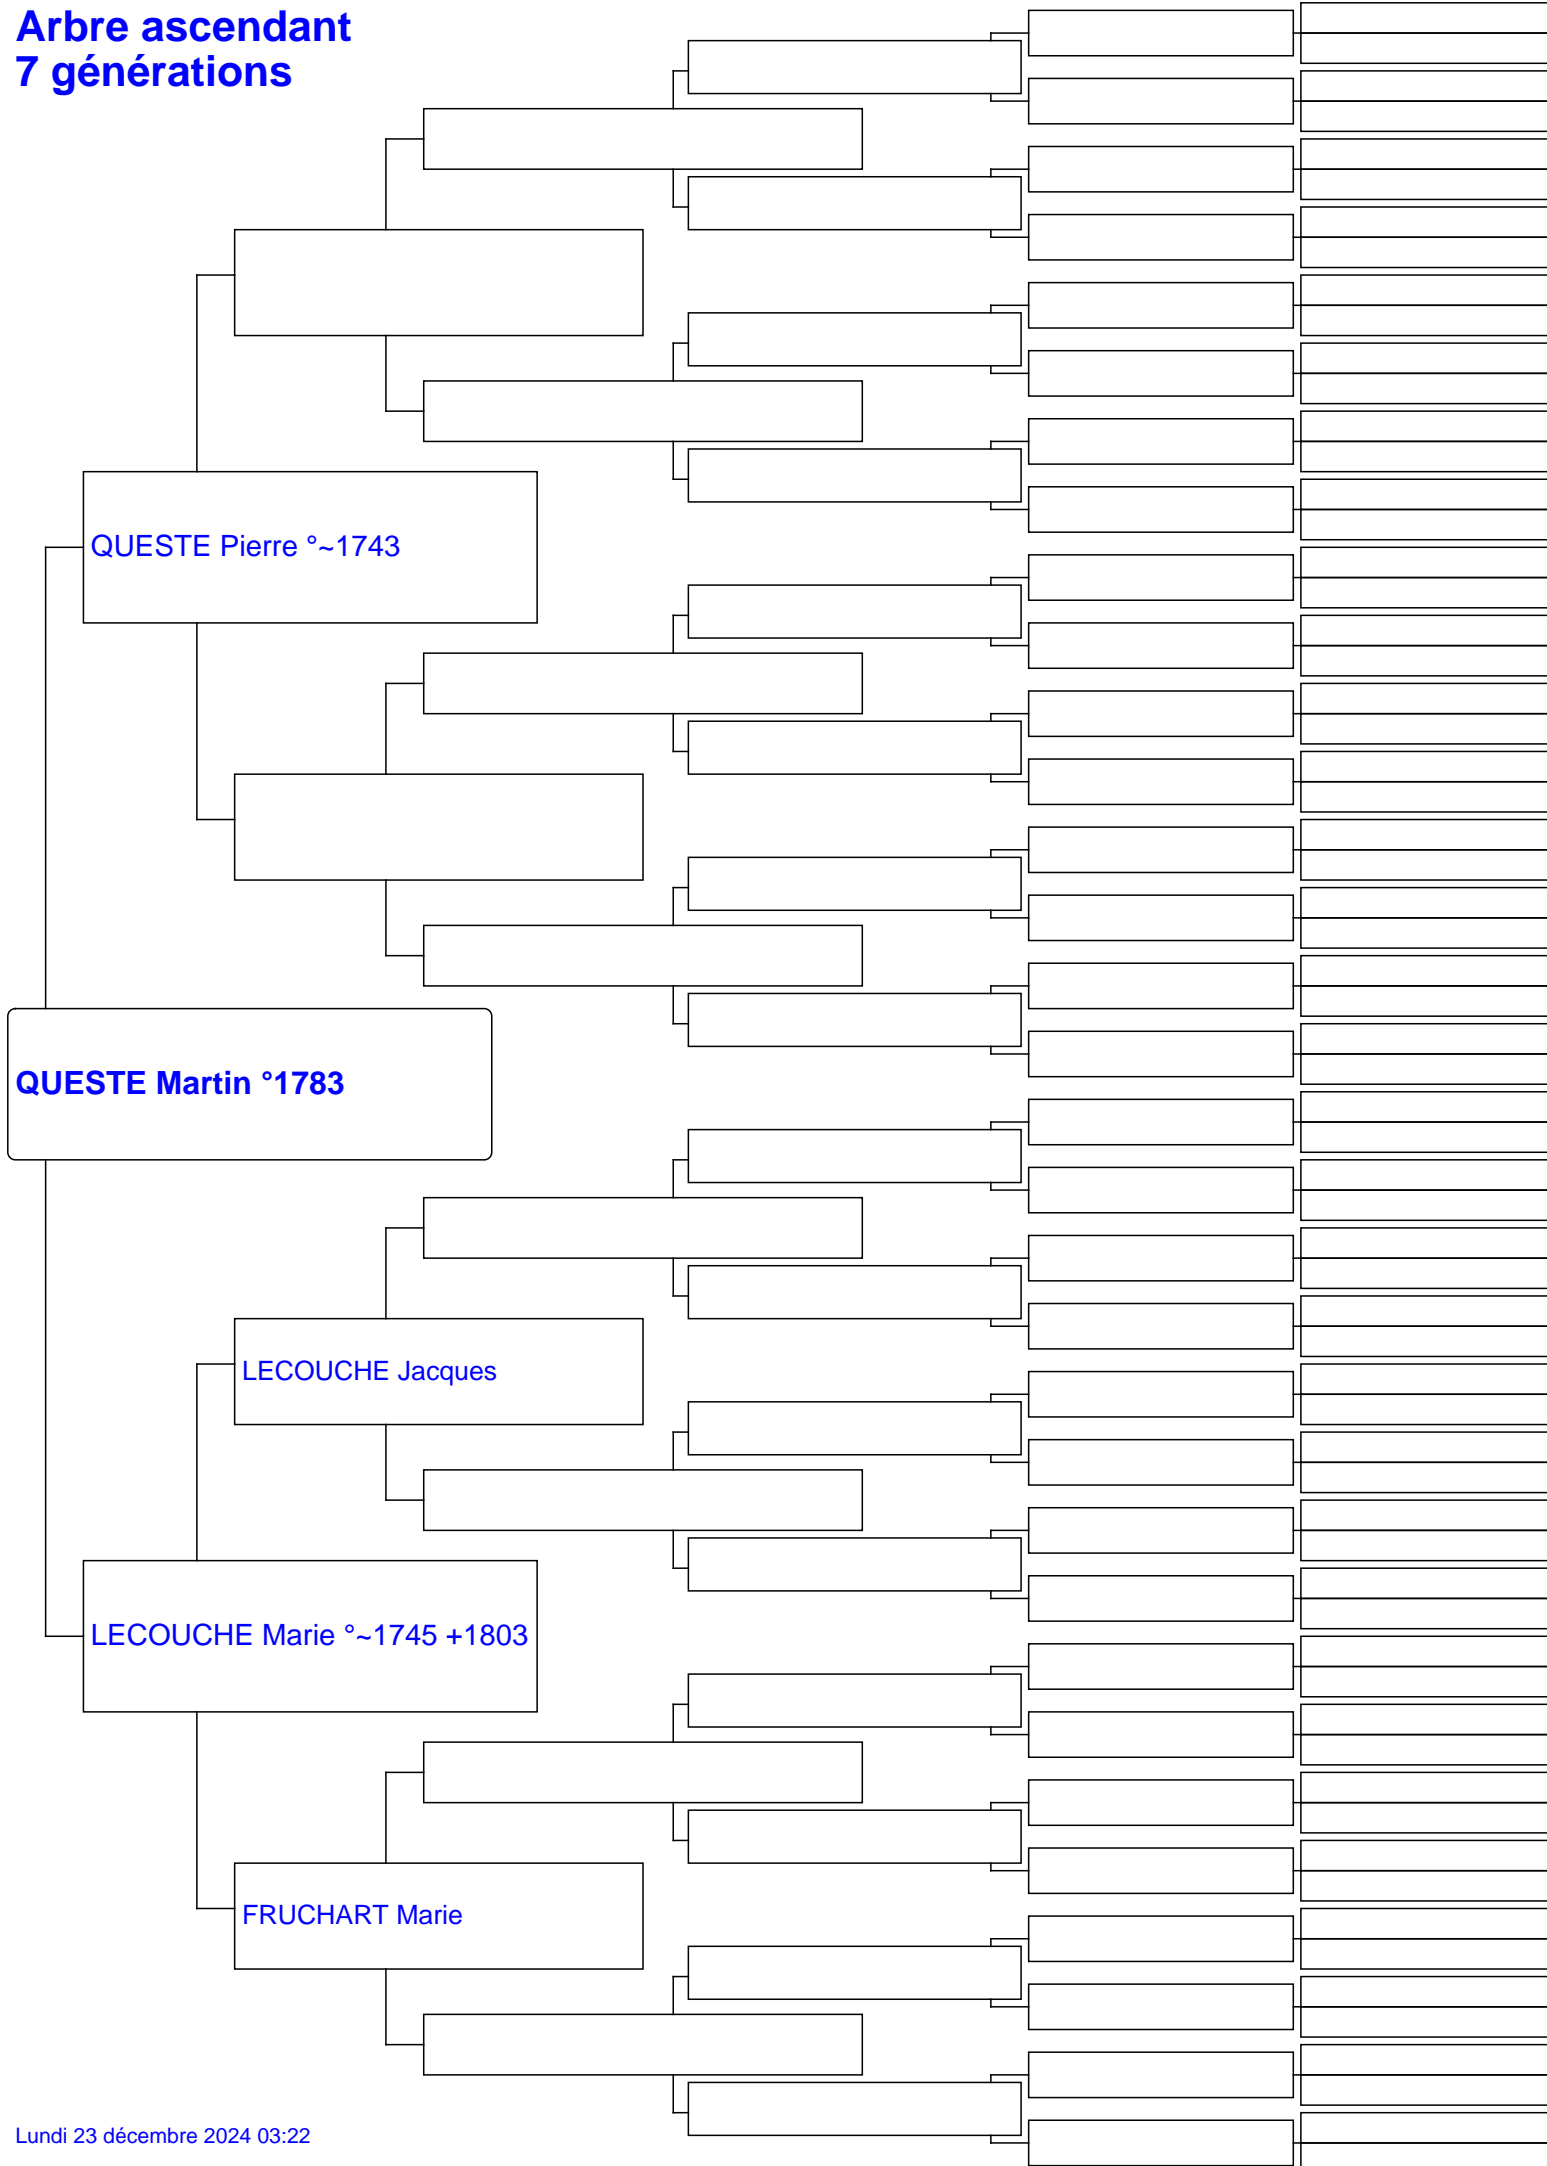 Arbre ascendant
7 générations
QUESTE Pierre °~1743
QUESTE Martin °1783
LECOUCHE Jacques
LECOUCHE Marie °~1745 +1803
FRUCHART Marie
Lundi 23 décembre 2024 03:22